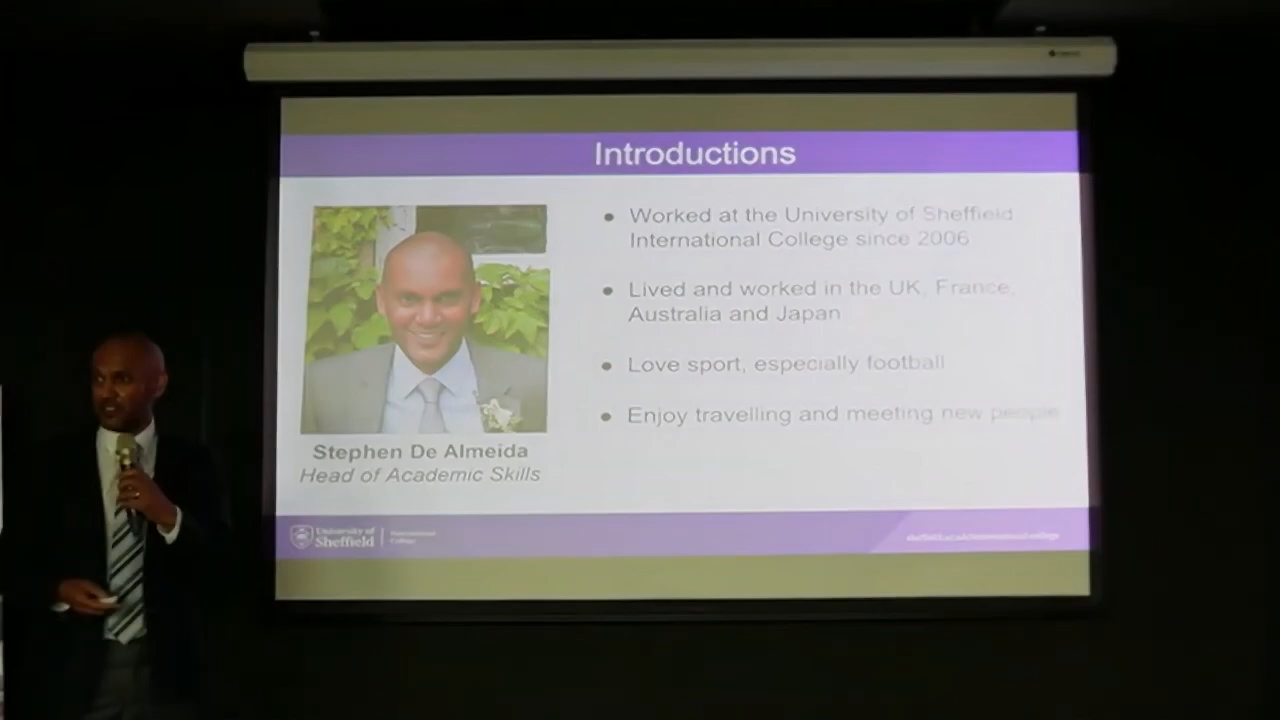 Introductions
● Worked at the University of Sheffield
International College since 2006
● Lived and worked in the UK, France,
Australia and Japan
● Love sport, especially football
● Enjoy travelling and meeting new people
Stephen De Almeida
Head of Academic Skills
University of
Sheffield
International
College